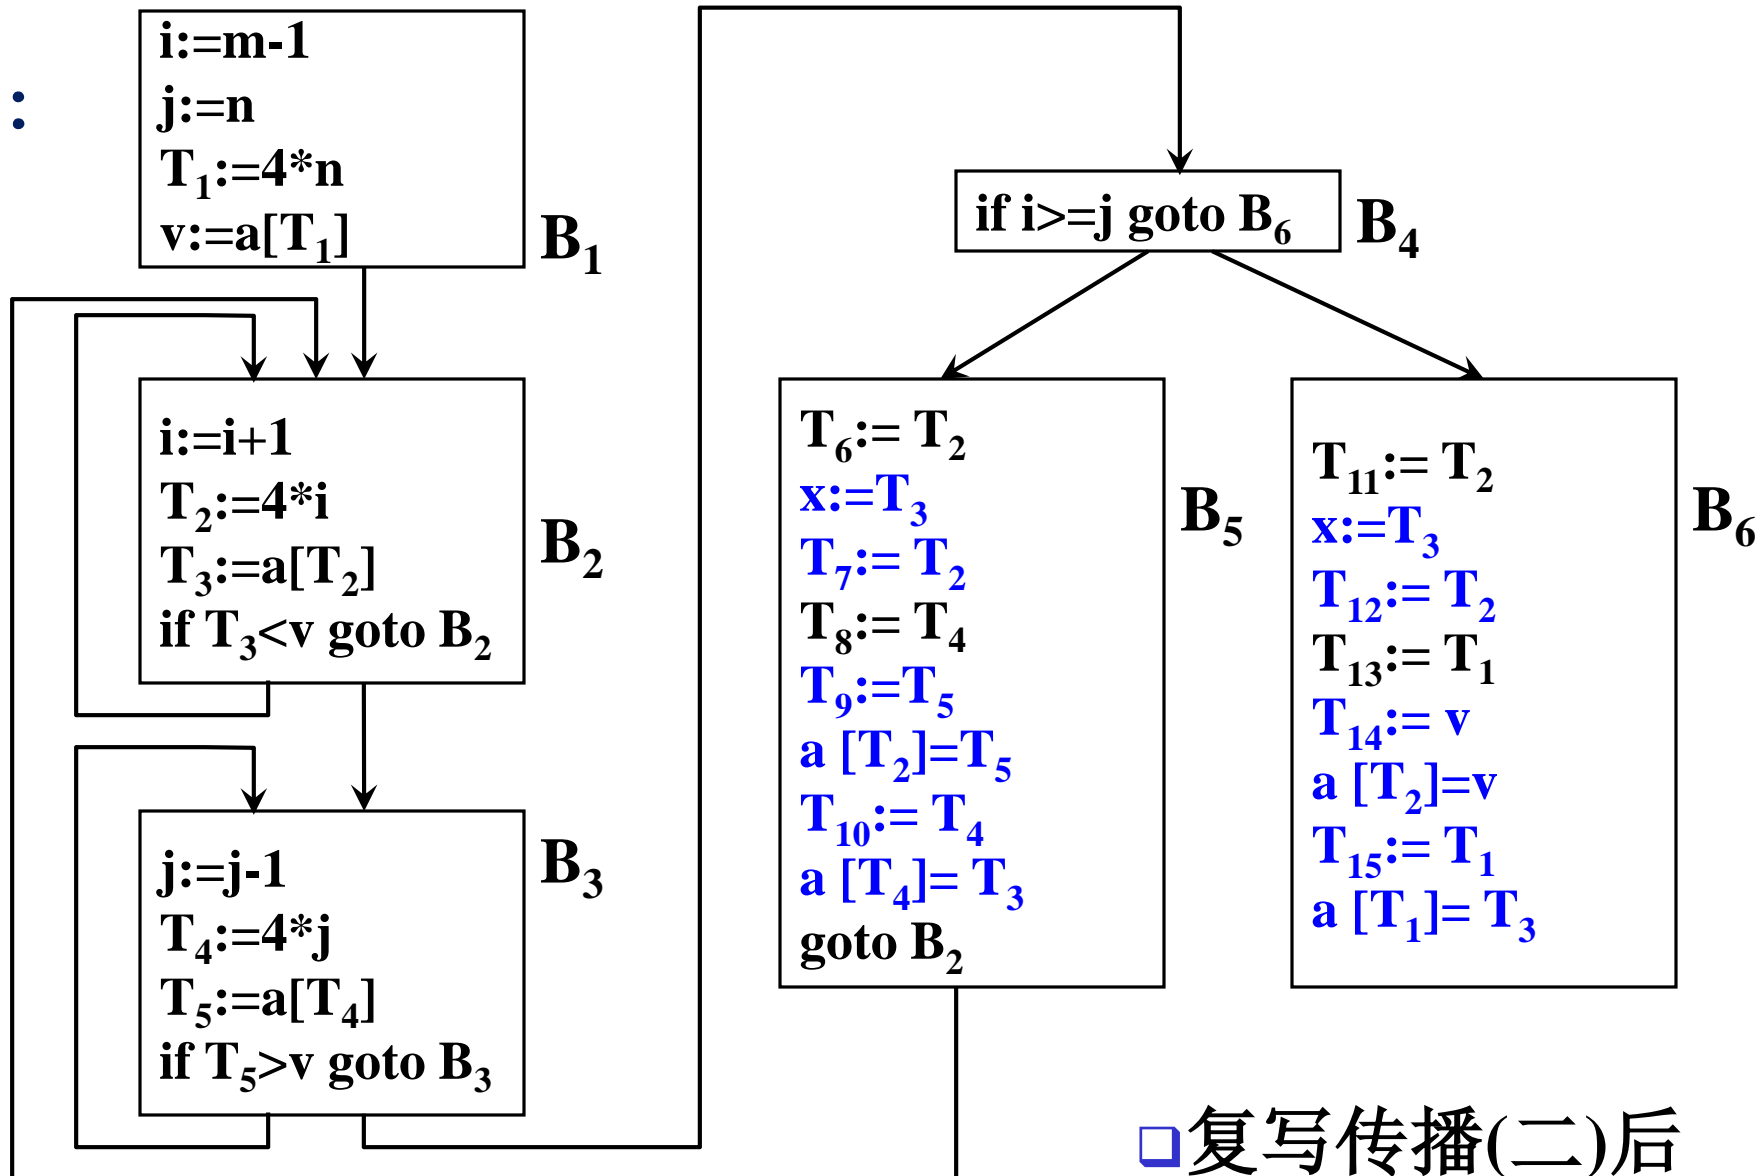 :
i:=m-1
j:=n
T₁:=4*n
v:=a[T₁]
B₁
i:=i+1
T₂:=4*i
T₃:=a[T₂]
if T₃<v goto B₂
B₂
j:=j-1
T₄:=4*j
T₅:=a[T₄]
if T₅>v goto B₃
B₃
if i>=j goto B₆
B₄
T₆:= T₂
x:=T₃
T₇:= T₂
T₈:= T₄
T₉:=T₅
a [T₂]=T₅
T₁₀:= T₄
a [T₄]= T₃
goto B₂
B₅
T₁₁:= T₂
x:=T₃
T₁₂:= T₂
T₁₃:= T₁
T₁₄:= v
a [T₂]=v
T₁₅:= T₁
a [T₁]= T₃
B₆
复写传播(二)后